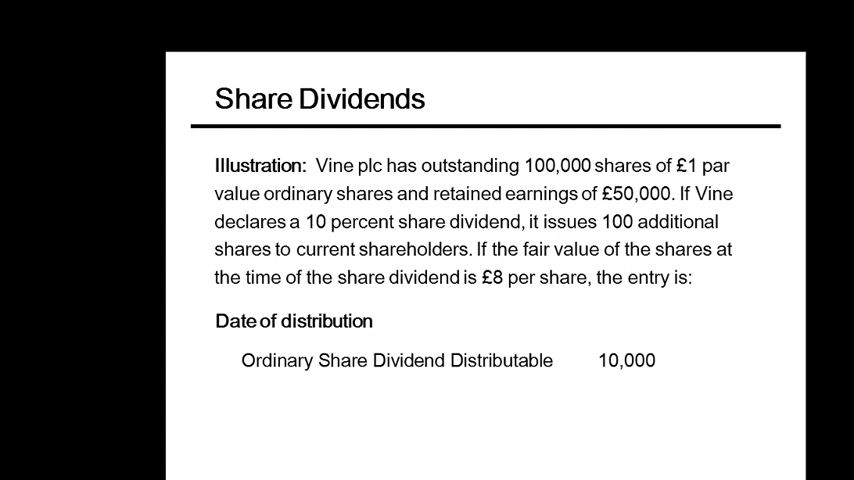 Share Dividends
Illustration: Vine plc has outstanding 100,000 shares of £1 par
value ordinary shares and retained earnings of £50,000. If Vine
declares a 10 percent share dividend, it issues 100 additional
shares to current shareholders. If the fair value of the shares at
the time of the share dividend is £8 per share, the entry is:
Date of distribution
Ordinary Share Dividend Distributable 10,000